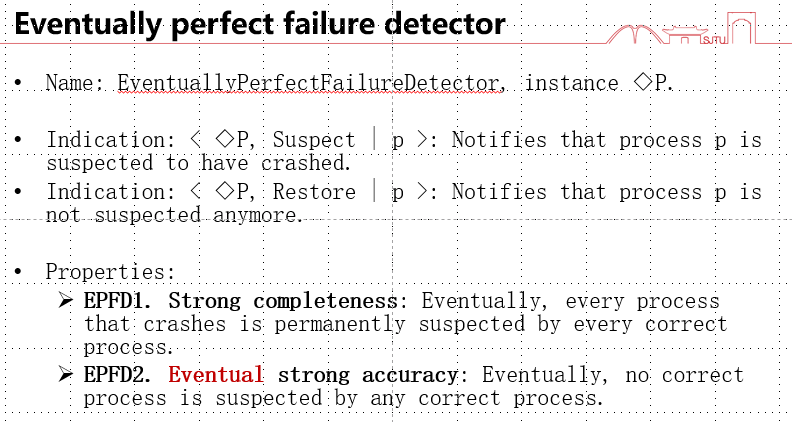 Eventually perfect failure detector
SJTU
• Name: EventuallyPerfectFailureDetector, instance ◇P.
• Indication: < ◇P, Suspect | p >: Notifies that process p is
suspected to have crashed.
• Indication: < ◇P, Restore | p >: Notifies that process p is
not suspected anymore.
• Properties:
➢ EPFD1. Strong completeness: Eventually, every process
that crashes is permanently suspected by every correct
process.
➢ EPFD2. Eventual strong accuracy: Eventually, no correct
process is suspected by any correct process.